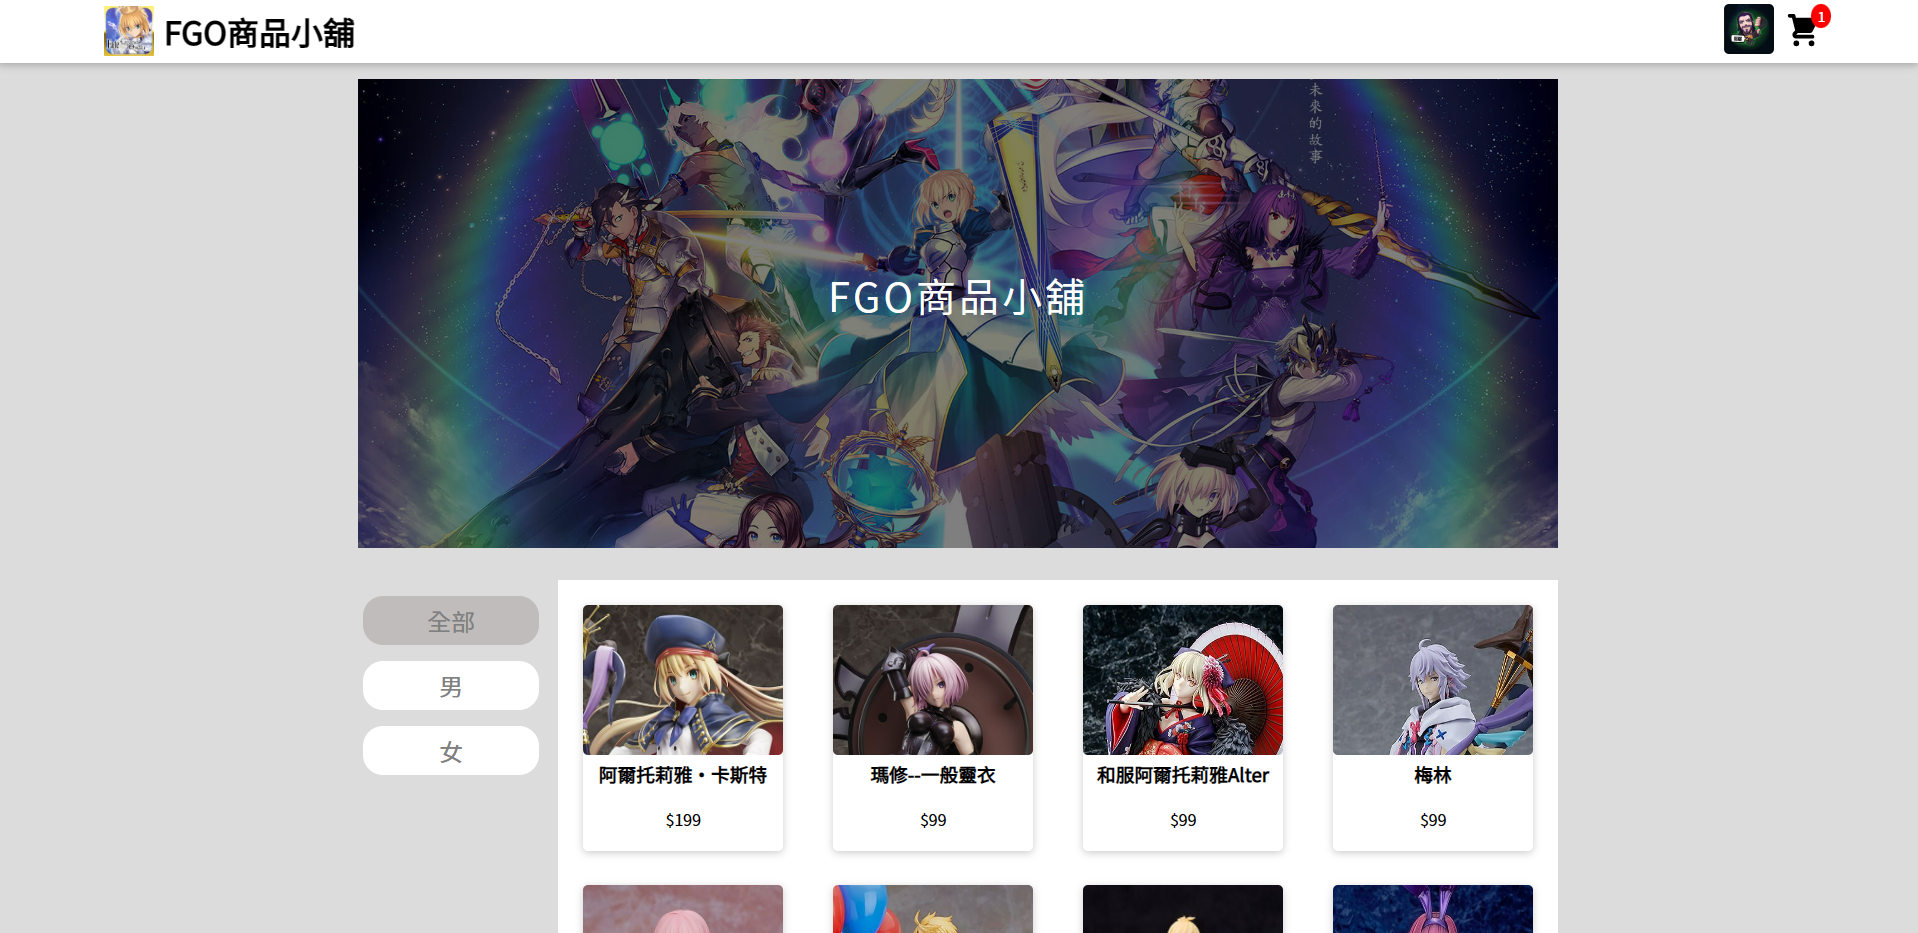 FGO商品小舖
1
未來的故事
FGO商品小舖
全部
男
女
阿爾托莉雅・卡斯特
$199
瑪修--一般靈衣
$99
和服阿爾托莉雅Alter
$99
梅林
$99